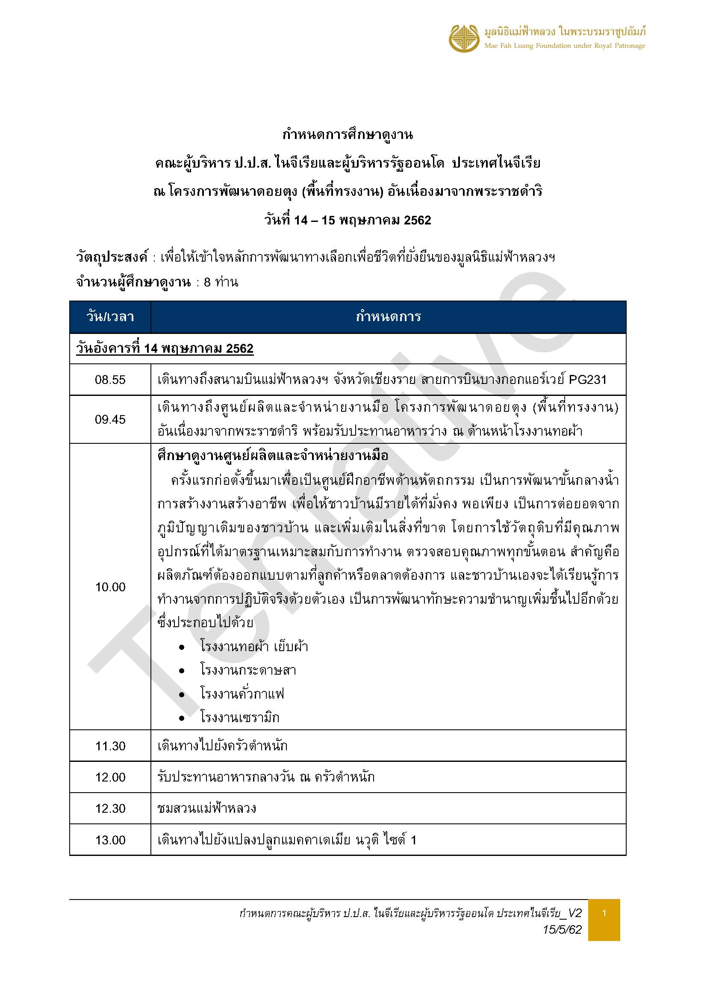 มูลนิธิแม่ฟ้าหลวง ในพระบรมราชูปถัมภ์
Mae Fah Luang Foundation under Royal Patronage
กำหนดการศึกษาดูงาน
คณะผู้บริหาร ป.ป.ส. ไนจีเรียและผู้บริหารรัฐออนโด ประเทศไนจีเรีย
ณ โครงการพัฒนาดอยตุง (พื้นที่ทรงงาน) อันเนื่องมาจากพระราชดำริ
วันที่ 14 – 15 พฤษภาคม 2562
วัตถุประสงค์ : เพื่อให้เข้าใจหลักการพัฒนาทางเลือกเพื่อชีวิตที่ยั่งยืนของมูลนิธิแม่ฟ้าหลวงฯ
จำนวนผู้ศึกษาดูงาน : 8 ท่าน
วัน/เวลา กำหนดการ
วันอังคารที่ 14 พฤษภาคม 2562
08.55 เดินทางถึงสนามบินแม่ฟ้าหลวงฯ จังหวัดเชียงราย สายการบินบางกอกแอร์เวย์ PG231
09.45 เดินทางถึงศูนย์ผลิตและจำหน่ายงานมือ โครงการพัฒนาดอยตุง (พื้นที่ทรงงาน)
อันเนื่องมาจากพระราชดำริ พร้อมรับประทานอาหารว่าง ณ ด้านหน้าโรงงานทอผ้า
10.00 ศึกษาดูงานศูนย์ผลิตและจำหน่ายงานมือ
ครั้งแรกก่อตั้งขึ้นมาเพื่อเป็นศูนย์ฝึกอาชีพด้านหัตถกรรม เป็นการพัฒนาขั้นกลางน้ำ
การสร้างงานสร้างอาชีพ เพื่อให้ชาวบ้านมีรายได้ที่มั่งคง พอเพียง เป็นการต่อยอดจาก
ภูมิปัญญาเดิมของชาวบ้าน และเพิ่มเติมในสิ่งที่ขาด โดยการใช้วัตถุดิบที่มีคุณภาพ
อุปกรณ์ที่ได้มาตรฐานเหมาะสมกับการทำงาน ตรวจสอบคุณภาพทุกขั้นตอน สำคัญคือ
ผลิตภัณฑ์ต้องออกแบบตามที่ลูกค้าหรือตลาดต้องการ และชาวบ้านเองจะได้เรียนรู้การ
ทำงานจากการปฏิบัติจริงด้วยตัวเอง เป็นการพัฒนาทักษะความชำนาญเพิ่มชึ้นไปอีกด้วย
ซึ่งประกอบไปด้วย
• โรงงานทอผ้า เย็บผ้า
• โรงงานกระดาษสา
• โรงงานคั่วกาแฟ
• โรงงานเซรามิก
11.30 เดินทางไปยังครัวตำหนัก
12.00 รับประทานอาหารกลางวัน ณ ครัวตำหนัก
12.30 ชมสวนแม่ฟ้าหลวง
13.00 เดินทางไปยังแปลงปลูกแมคคาเดเมีย นวุติ ไซต์ 1
Tentative
กำหนดการคณะผู้บริหาร ป.ป.ส. ไนจีเรียและผู้บริหารรัฐออนโด ประเทศไนจีเรีย_V2
15/5/62
1